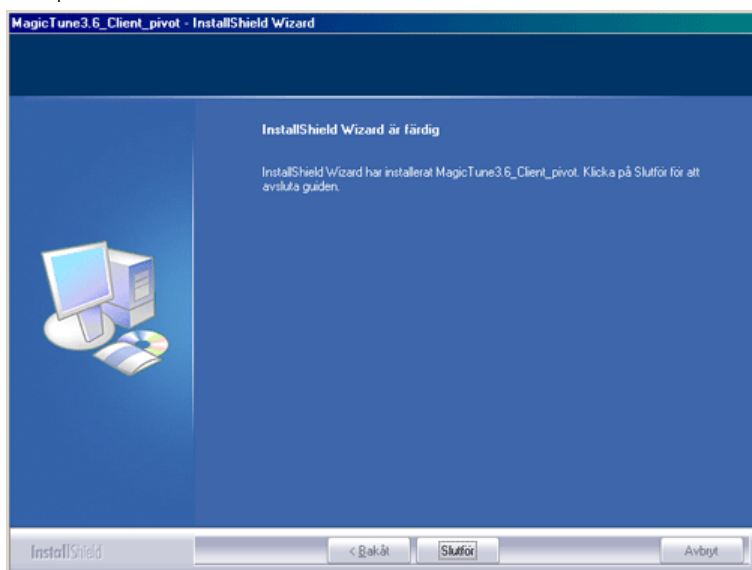 MagicTune3.6_Client_pivot - InstallShield Wizard
InstallShield Wizard är färdig
InstallShield Wizard har installerat MagicTune3.6_Client_pivot. Klicka på Slutför för att
avsluta guiden.
InstallShield
< Bakåt
Slutför
Avbryt